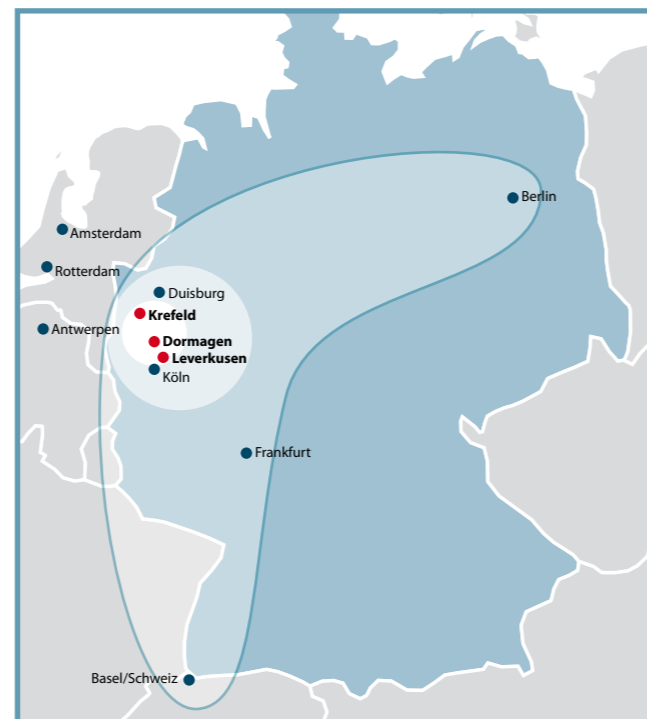 Berlin
Amsterdam
Rotterdam
Duisburg
Krefeld
Antwerpen
Dormagen
Leverkusen
Köln
Frankfurt
Basel/Schweiz